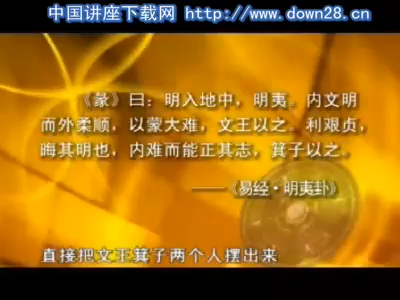 中国讲座下载网 http://www.down28.cn
《彖》曰：明入地中，明夷。内文明
而外柔顺，以蒙大难，文王以之。利艰贞，
晦其明也，内难而能正其志，箕子以之。
——《易经·明夷卦》
直接把文王箕子两个人摆出来